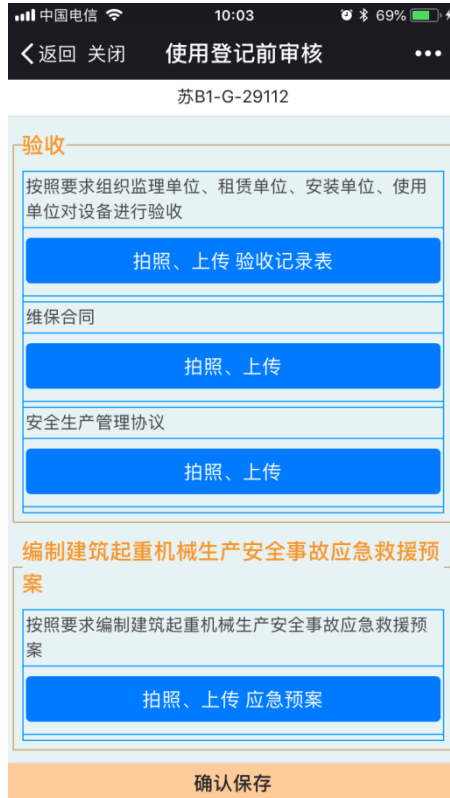 中国电信 10:03 69%
返回 关闭 使用登记前审核
苏B1-G-29112
验收
按照要求组织监理单位、租赁单位、安装单位、使用
单位对设备进行验收
拍照、上传 验收记录表
维保合同
拍照、上传
安全生产管理协议
拍照、上传
编制建筑起重机械生产安全事故应急救援预
案
按照要求编制建筑起重机械生产安全事故应急救援预
案
拍照、上传 应急预案
确认保存